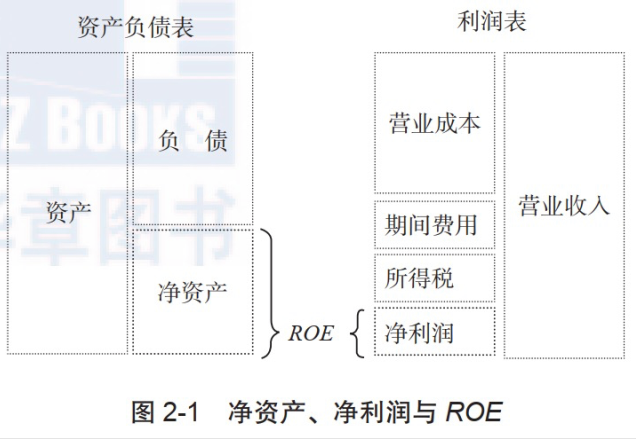 资产负债表
利润表
资产
负 债
净资产
ROE
营业成本
期间费用
所得税
净利润
营业收入
Z BOOKS
华章图书
图 2-1 净资产、净利润与 ROE